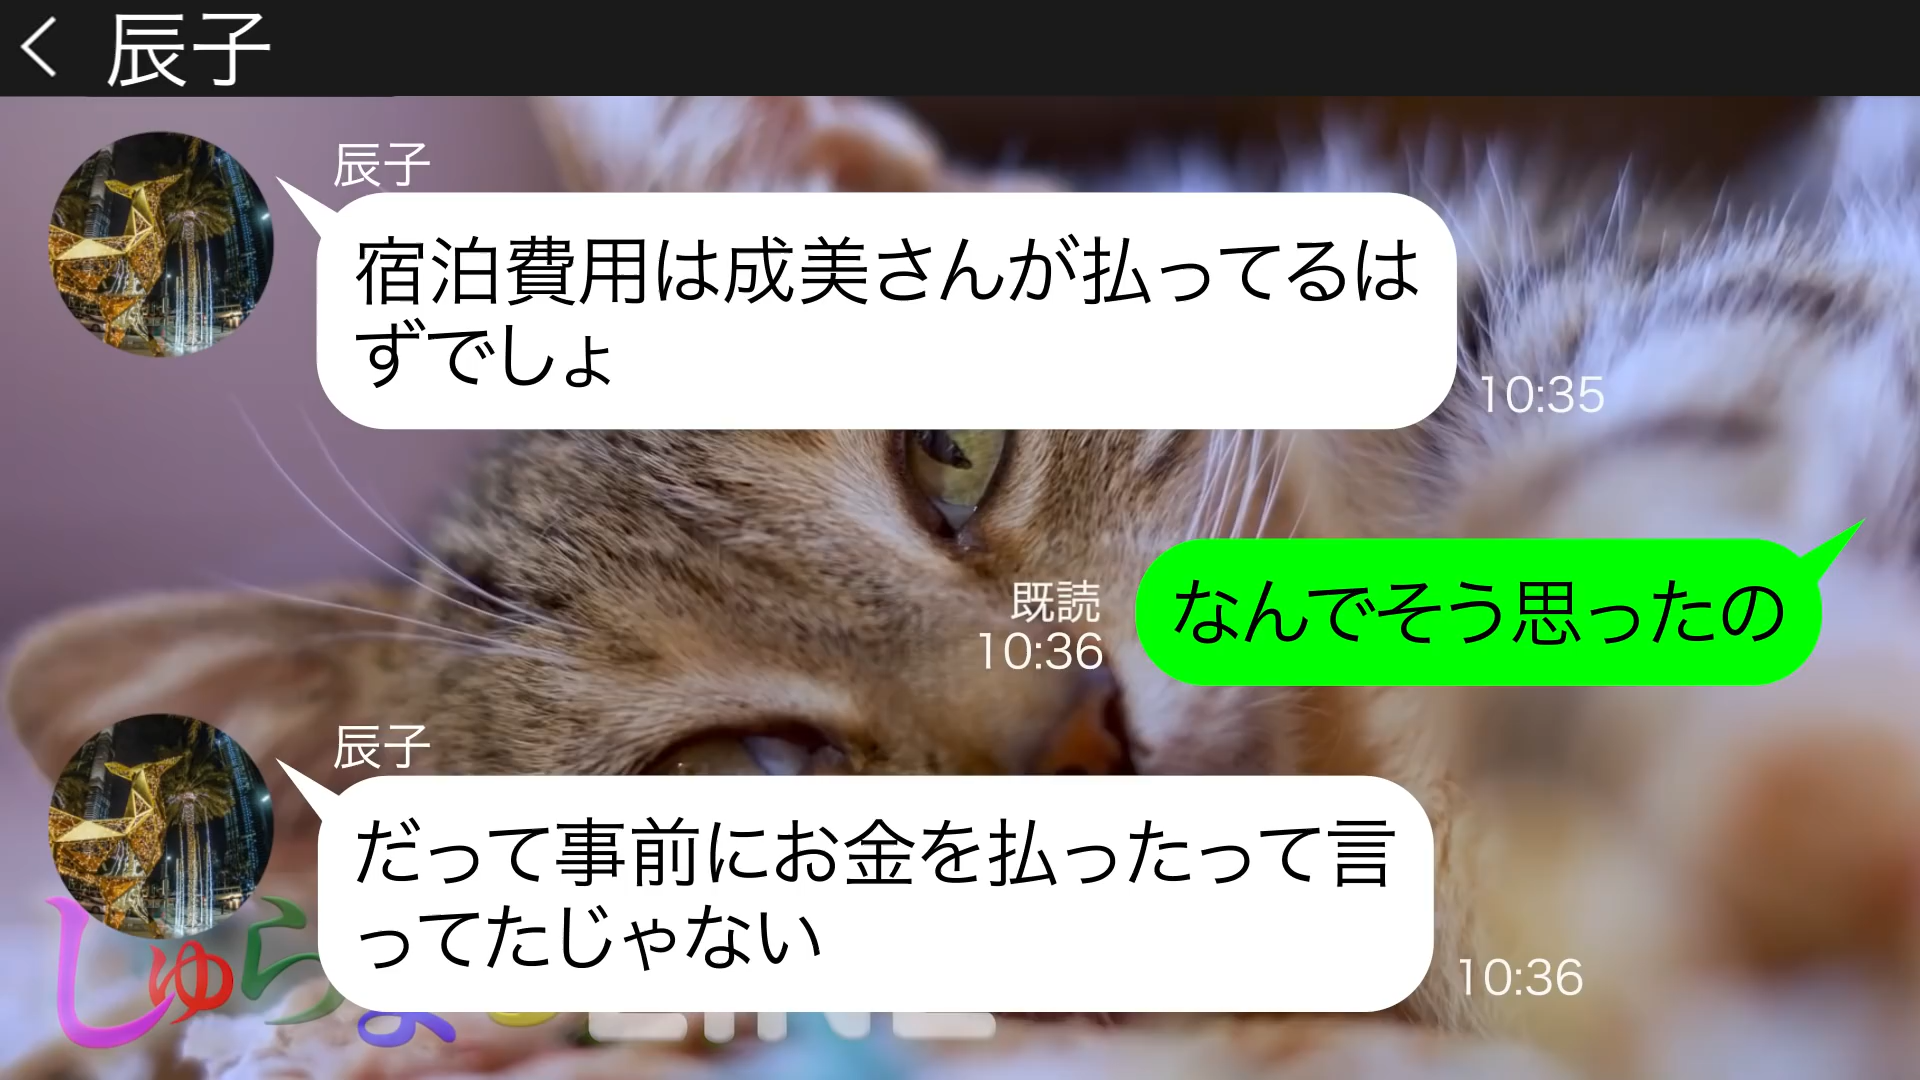 辰子
辰子
宿泊費用は成美さんが払ってるは
ずでしょ
10:35
なんでそう思ったの
既読
10:36
辰子
だって事前にお金を払ったって言
ってたじゃない
10:36
しゅら